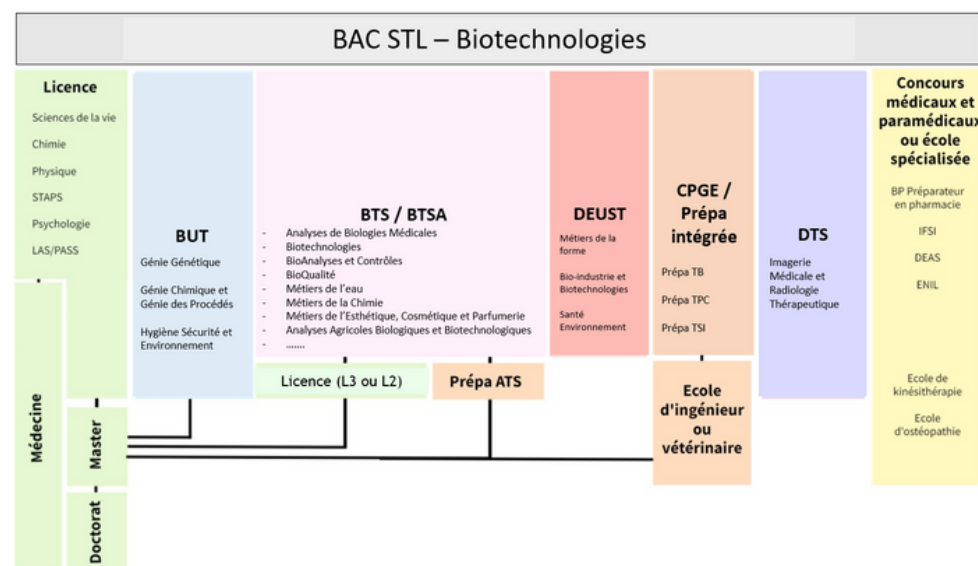 BAC STL – Biotechnologies
Licence
Sciences de la vie
Chimie
Physique
STAPS
Psychologie
LAS/PASS
Médecine
Master
Doctorat
BUT
Génie Génétique
Génie Chimique et
Génie des Procédés
Hygiène Sécurité et
Environnement
BTS / BTSA
- Analyses de Biologies Médicales
- Biotechnologies
- BioAnalyses et Contrôles
- BioQualité
- Métiers de l'eau
- Métiers de la Chimie
- Métiers de l'Esthétique, Cosmétique et Parfumerie
- Analyses Agricoles Biologiques et Biotechnologiques
- .......
Licence (L3 ou L2)
Prépa ATS
DEUST
Métiers de la
forme
Bio-industrie et
Biotechnologies
Santé
Environnement
CPGE /
Prépa
intégrée
Prépa TB
Prépa TPC
Prépa TSI
Ecole
d'ingénieur
ou
vétérinaire
DTS
Imagerie
Médicale et
Radiologie
Thérapeutique
Concours
médicaux et
paramédicaux
ou école
spécialisée
BP Préparateur
en pharmacie
IFSI
DEAS
ENIL
Ecole de
kinésithérapie
Ecole
d'ostéopathie